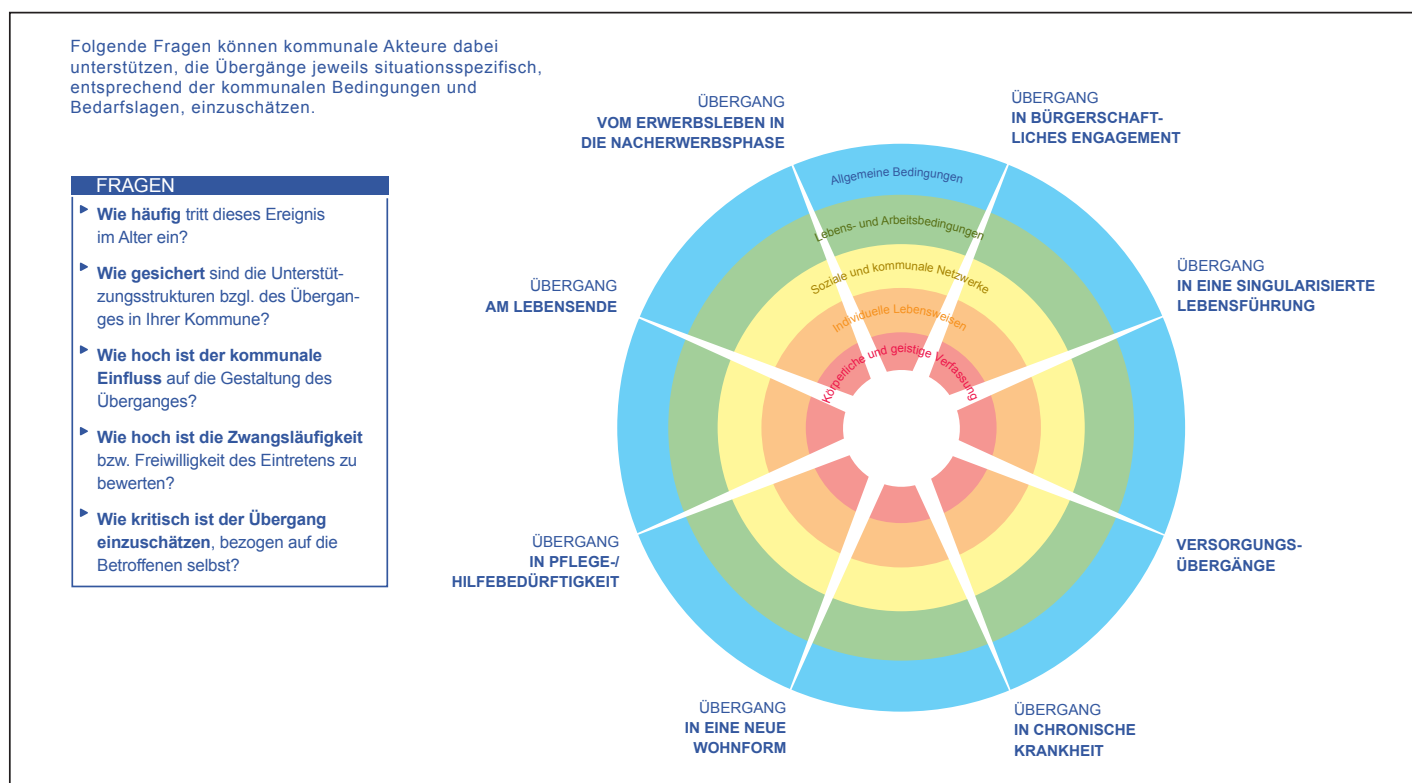 Folgende Fragen können kommunale Akteure dabei
unterstützen, die Übergänge jeweils situationsspezifisch,
entsprechend der kommunalen Bedingungen und
Bedarfslagen, einzuschätzen.
FRAGEN
Wie häufig tritt dieses Ereignis
im Alter ein?
Wie gesichert sind die Unterstüt-
zungsstrukturen bzgl. des Übergan-
ges in Ihrer Kommune?
Wie hoch ist der kommunale
Einfluss auf die Gestaltung des
Überganges?
Wie hoch ist die Zwangsläufigkeit
bzw. Freiwilligkeit des Eintretens zu
bewerten?
Wie kritisch ist der Übergang
einzuschätzen, bezogen auf die
Betroffenen selbst?
ÜBERGANG
VOM ERWERBSLEBEN IN
DIE NACHERWERBSPHASE
ÜBERGANG
IN BÜRGERSCHAFT-
LICHES ENGAGEMENT
ÜBERGANG
IN EINE SINGULARISIERTE
LEBENSFÜHRUNG
VERSORGUNGS-
ÜBERGÄNGE
ÜBERGANG
IN CHRONISCHE
KRANKHEIT
ÜBERGANG
IN EINE NEUE
WOHNFORM
ÜBERGANG
IN PFLEGE-/
HILFEBEDÜRFTIGKEIT
ÜBERGANG
AM LEBENSENDE
Allgemeine Bedingungen
Lebens- und Arbeitsbedingungen
Soziale und kommunale Netzwerke
Individuelle Lebensweisen
Körperliche und geistige Verfassung